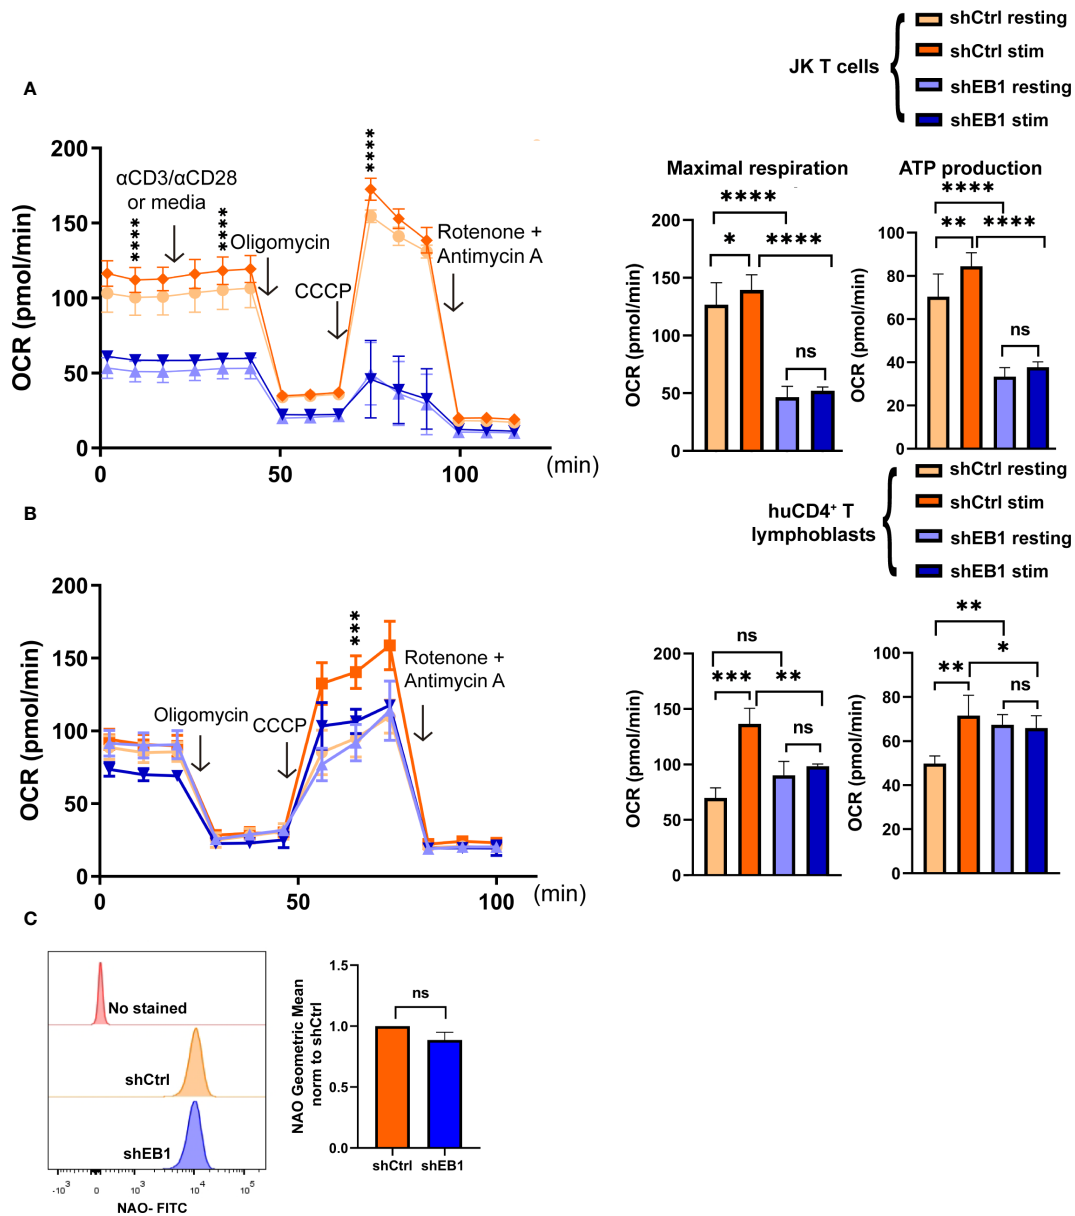 shCtrl resting
shCtrl stim
JK T cells
shEB1 resting
shEB1 stim
A
200
150
100
50
0
OCR (pmol/min)
αCD3/αCD28
or media
****
****
Oligomycin
CCCP
****
Rotenone +
Antimycin A
0
50
100
(min)
Maximal respiration
****
*
****
ns
200
150
100
50
0
OCR (pmol/min)
ATP production
****
**
****
ns
100
80
60
40
20
0
OCR (pmol/min)
shCtrl resting
shCtrl stim
huCD4+ T
lymphoblasts
shEB1 resting
shEB1 stim
B
200
150
100
50
0
OCR (pmol/min)
Oligomycin
CCCP
***
Rotenone +
Antimycin A
0
50
100
(min)
ns
***
**
ns
200
150
100
50
0
OCR (pmol/min)
**
*
**
ns
100
80
60
40
20
0
OCR (pmol/min)
C
No stained
shCtrl
shEB1
-103
0
103
104
105
NAO- FITC
NAO Geometric Mean
norm to shCtrl
1.5
1.0
0.5
0.0
ns
shCtrl
shEB1